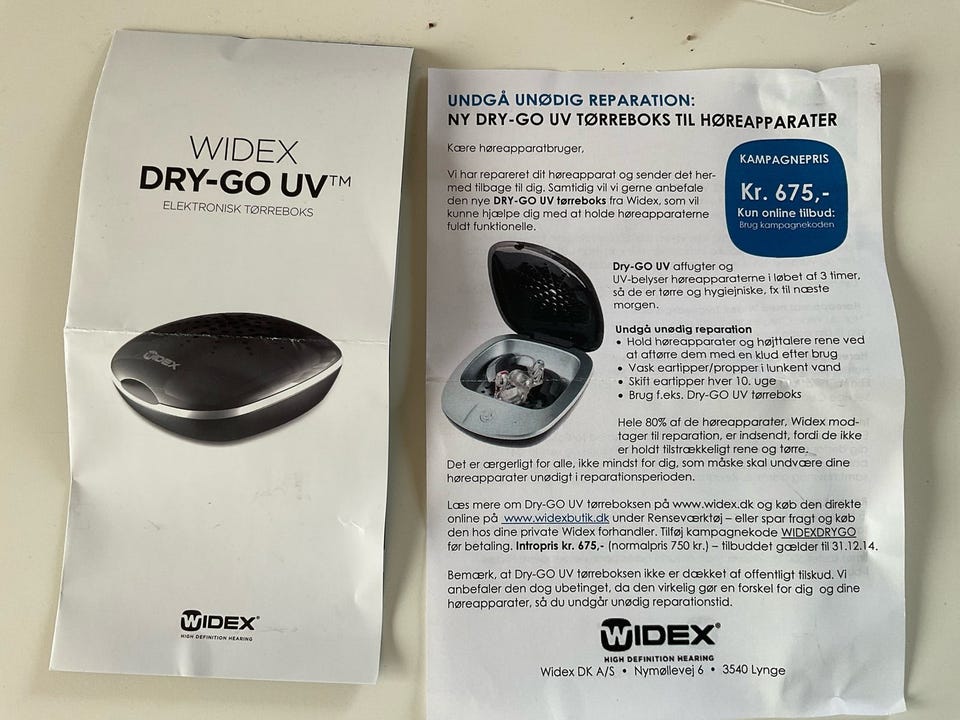 WIDEX
DRY-GO UV™
ELEKTRONISK TØRREBOKS
WIDEX
WIDEX®
HIGH DEFINITION HEARING
UNDGÅ UNØDIG REPARATION:
NY DRY-GO UV TØRREBOKS TIL HØREAPPARATER
Kære høreapparatbruger,
Vi har repareret dit høreapparat og sender det her-
med tilbage til dig. Samtidig vil vi gerne anbefale
den nye DRY-GO UV tørreboks fra Widex, som vil
kunne hjælpe dig med at holde høreapparaterne
fuldt funktionelle.
KAMPAGNEPRIS
Kr. 675,-
Kun online tilbud:
Brug kampagnekoden
Dry-GO UV affugter og
UV-belyser høreapparaterne i løbet af 3 timer,
så de er tørre og hygiejniske, fx til næste
morgen.
Undgå unødig reparation
• Hold høreapparater og højttalere rene ved
at aftørre dem med en klud efter brug
• Vask eartipper/propper i lunkent vand
• Skift eartipper hver 10. uge
• Brug f.eks. Dry-GO UV tørreboks
Hele 80% af de høreapparater, Widex mod-
tager til reparation, er indsendt, fordi de ikke
er holdt tilstrækkeligt rene og tørre.
Det er ærgerligt for alle, ikke mindst for dig, som måske skal undvære dine
høreapparater unødigt i reparationsperioden.
Læs mere om Dry-GO UV tørreboksen på www.widex.dk og køb den direkte
online på www.widexbutik.dk under Renseværktøj – eller spar fragt og køb
den hos dine private Widex forhandler. Tilføj kampagnekode WIDEXDRYGO
før betaling. Intropris kr. 675,- (normalpris 750 kr.) – tilbuddet gælder til 31.12.14.
Bemærk, at Dry-GO UV tørreboksen ikke er dækket af offentligt tilskud. Vi
anbefaler den dog ubetinget, da den virkelig gør en forskel for dig og dine
høreapparater, så du undgår unødig reparationstid.
WIDEX®
HIGH DEFINITION HEARING
Widex DK A/S • Nymøllevej 6 • 3540 Lynge